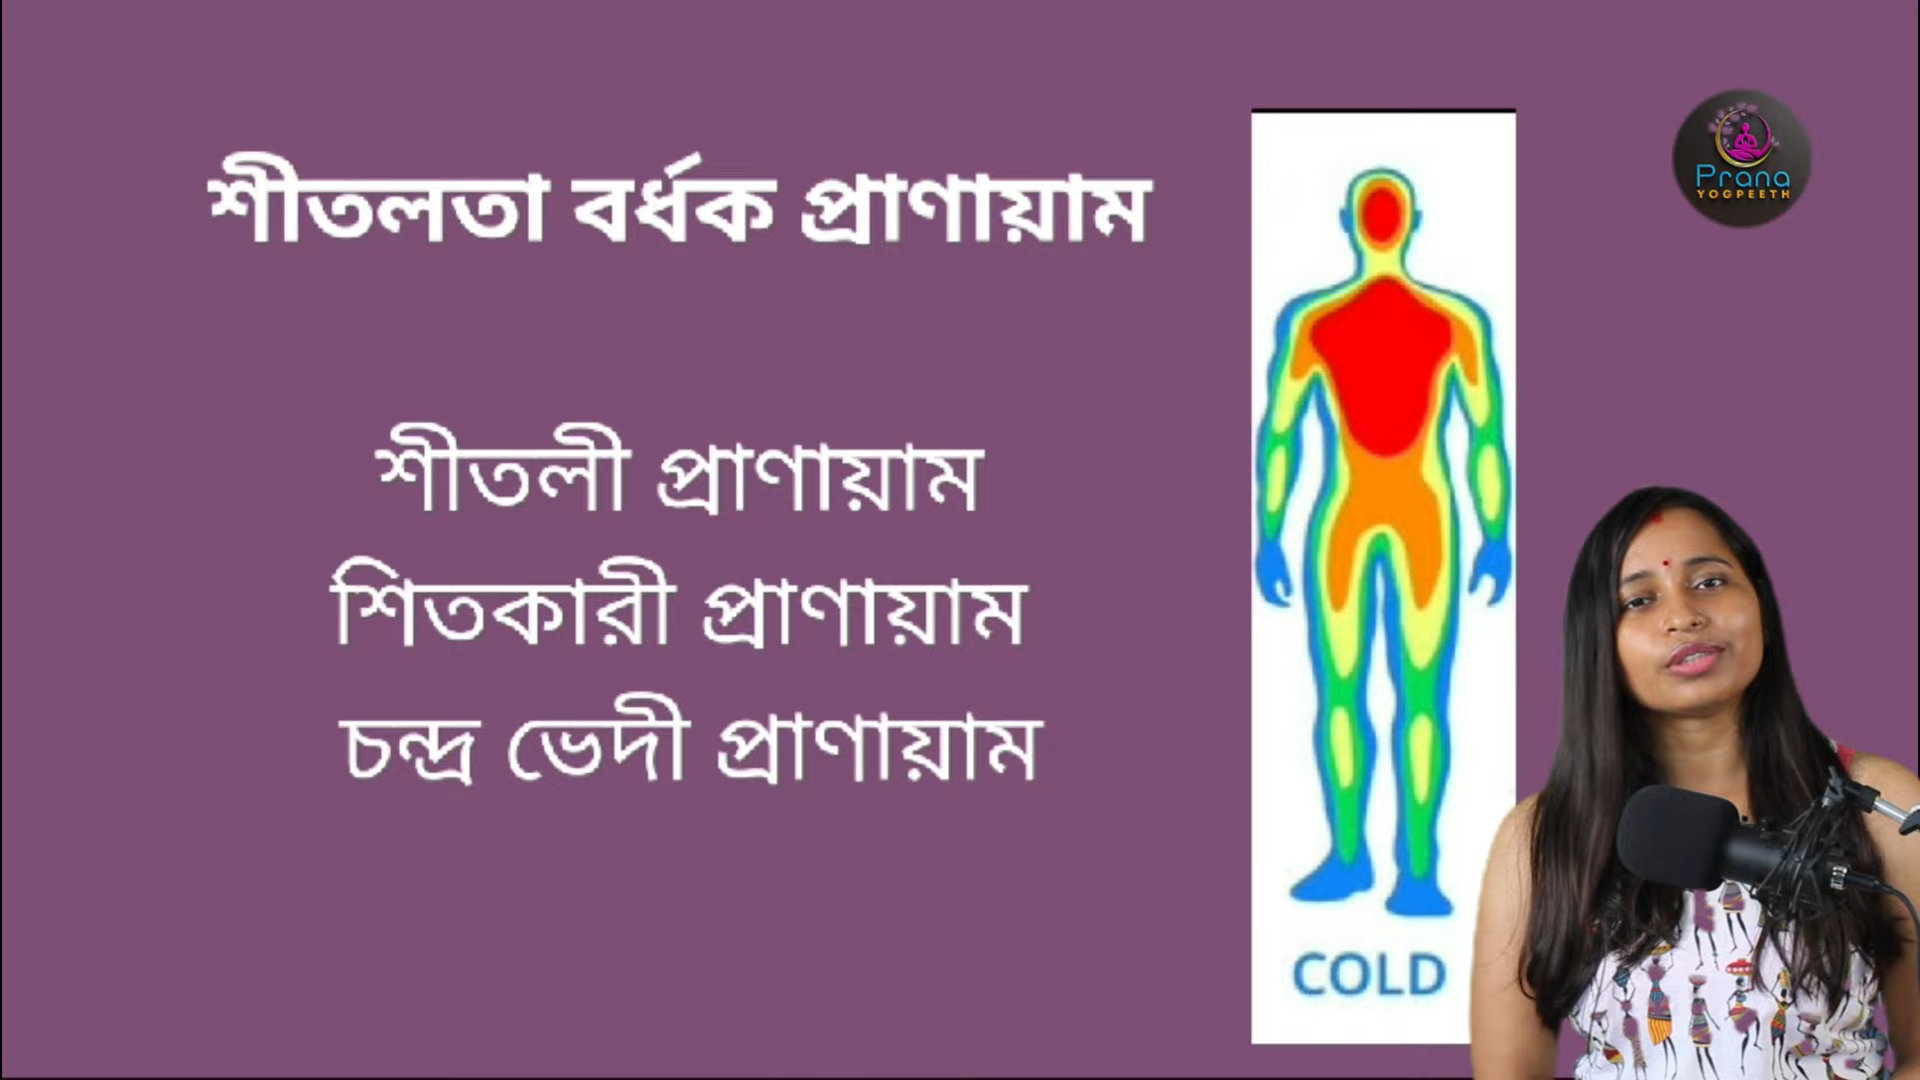 শীতলতা বর্ধক প্রাণায়াম
শীতলী প্রাণায়াম
শিতকারী প্রাণায়াম
চন্দ্র ভেদী প্রাণায়াম
COLD
Prana
YOGPEETH